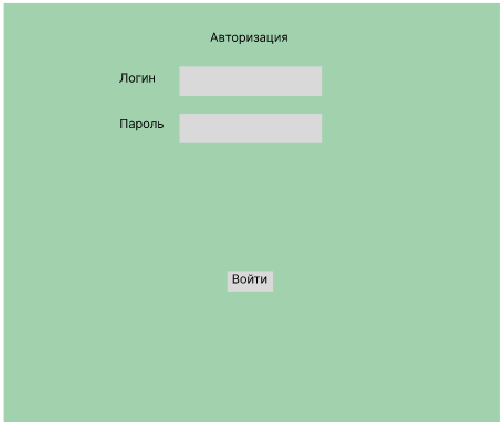 Авторизация
Логин
Пароль
Войти